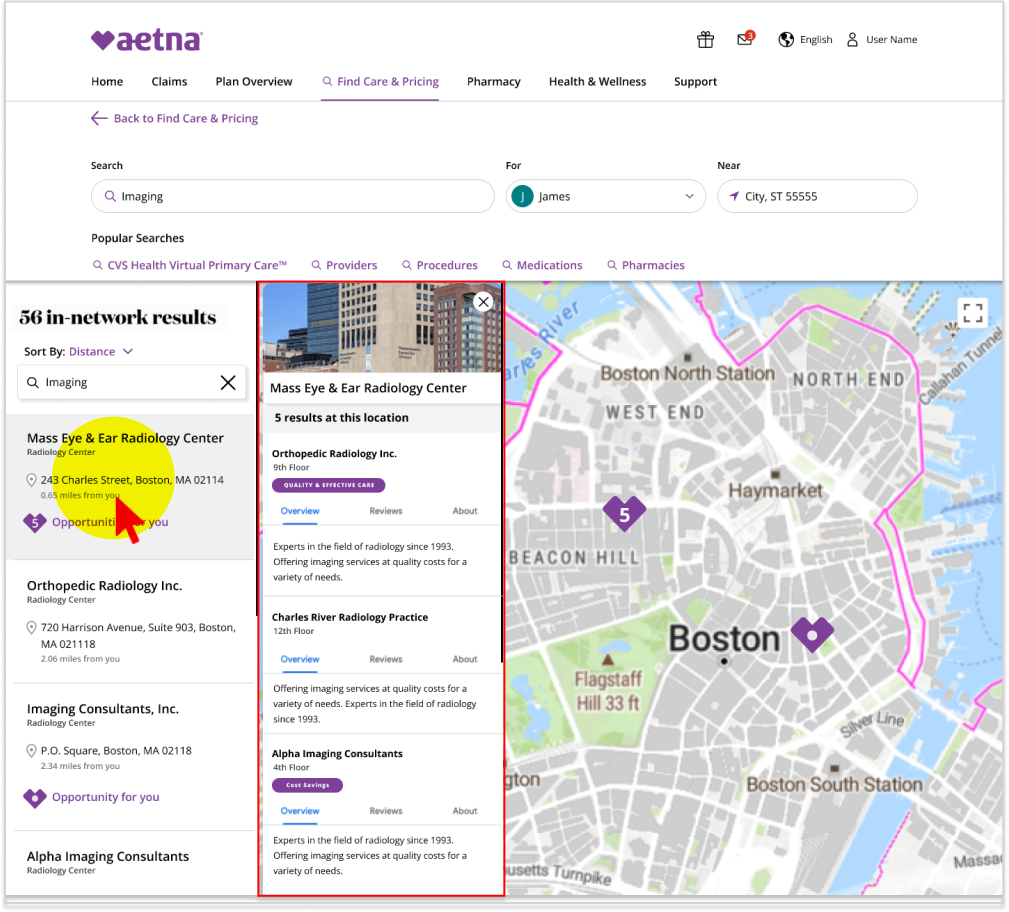 aetna
3
English
User Name
Home
Claims
Plan Overview
Find Care & Pricing
Pharmacy
Health & Wellness
Support
Back to Find Care & Pricing
Search
For
Near
Imaging
J
James
City, ST 55555
Popular Searches
CVS Health Virtual Primary Care™
Providers
Procedures
Medications
Pharmacies
56 in-network results
Sort By: Distance
Imaging
Mass Eye & Ear Radiology Center
Radiology Center
243 Charles Street, Boston, MA 02114
0.65 miles from you
5
Orthopedic Radiology Inc.
Radiology Center
720 Harrison Avenue, Suite 903, Boston,
MA 021118
2.06 miles from you
Imaging Consultants, Inc.
Radiology Center
P.O. Square, Boston, MA 02118
2.34 miles from you
Opportunity for you
Alpha Imaging Consultants
Radiology Center
Mass Eye & Ear Radiology Center
5 results at this location
Orthopedic Radiology Inc.
9th Floor
QUALITY & EFFECTIVE CARE
Overview
Reviews
About
Experts in the field of radiology since 1993.
Offering imaging services at quality costs for a
variety of needs.
Charles River Radiology Practice
12th Floor
Overview
Reviews
About
Offering imaging services at quality costs for a
variety of needs. Experts in the field of radiology
since 1993.
Alpha Imaging Consultants
4th Floor
Cost Savings
Overview
Reviews
About
Experts in the field of radiology since 1993.
Offering imaging services at quality costs for a
variety of needs.
River
Boston North Station
NORTH END
Callahan Tunnel
WEST END
Haymarket
5
BEACON HILL
Boston
Flagstaff
Hill 33 ft
Silver Line
Boston South Station
Turnpike